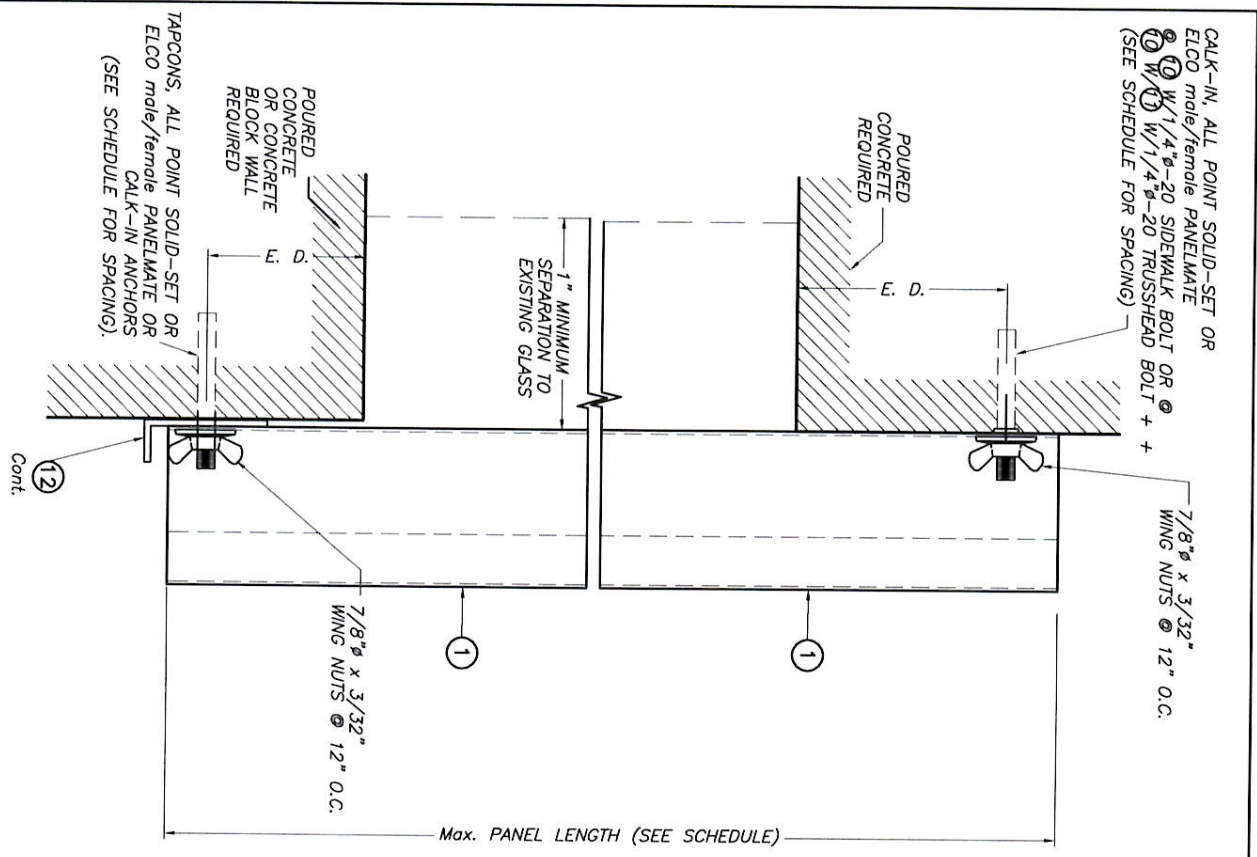 CALK-IN, ALL POINT SOLID-SET OR
ELCO male/female PANELMATE
@ 10 W/1/4"ø-20 SIDEWALK BOLT OR @
10 W/11 W/1/4"ø-20 TRUSSHEAD BOLT + +
(SEE SCHEDULE FOR SPACING)
7/8"ø x 3/32"
WING NUTS @ 12" O.C.
POURED
CONCRETE
REQUIRED
E. D.
1
1" MINIMUM
SEPARATION TO
EXISTING GLASS
Max. PANEL LENGTH (SEE SCHEDULE)
1
POURED
CONCRETE
OR CONCRETE
BLOCK WALL
REQUIRED
E. D.
7/8"ø x 3/32"
WING NUTS @ 12" O.C.
TAPCONS, ALL POINT SOLID-SET OR
ELCO male/female PANELMATE OR
CALK-IN ANCHORS
(SEE SCHEDULE FOR SPACING).
12
Cont.